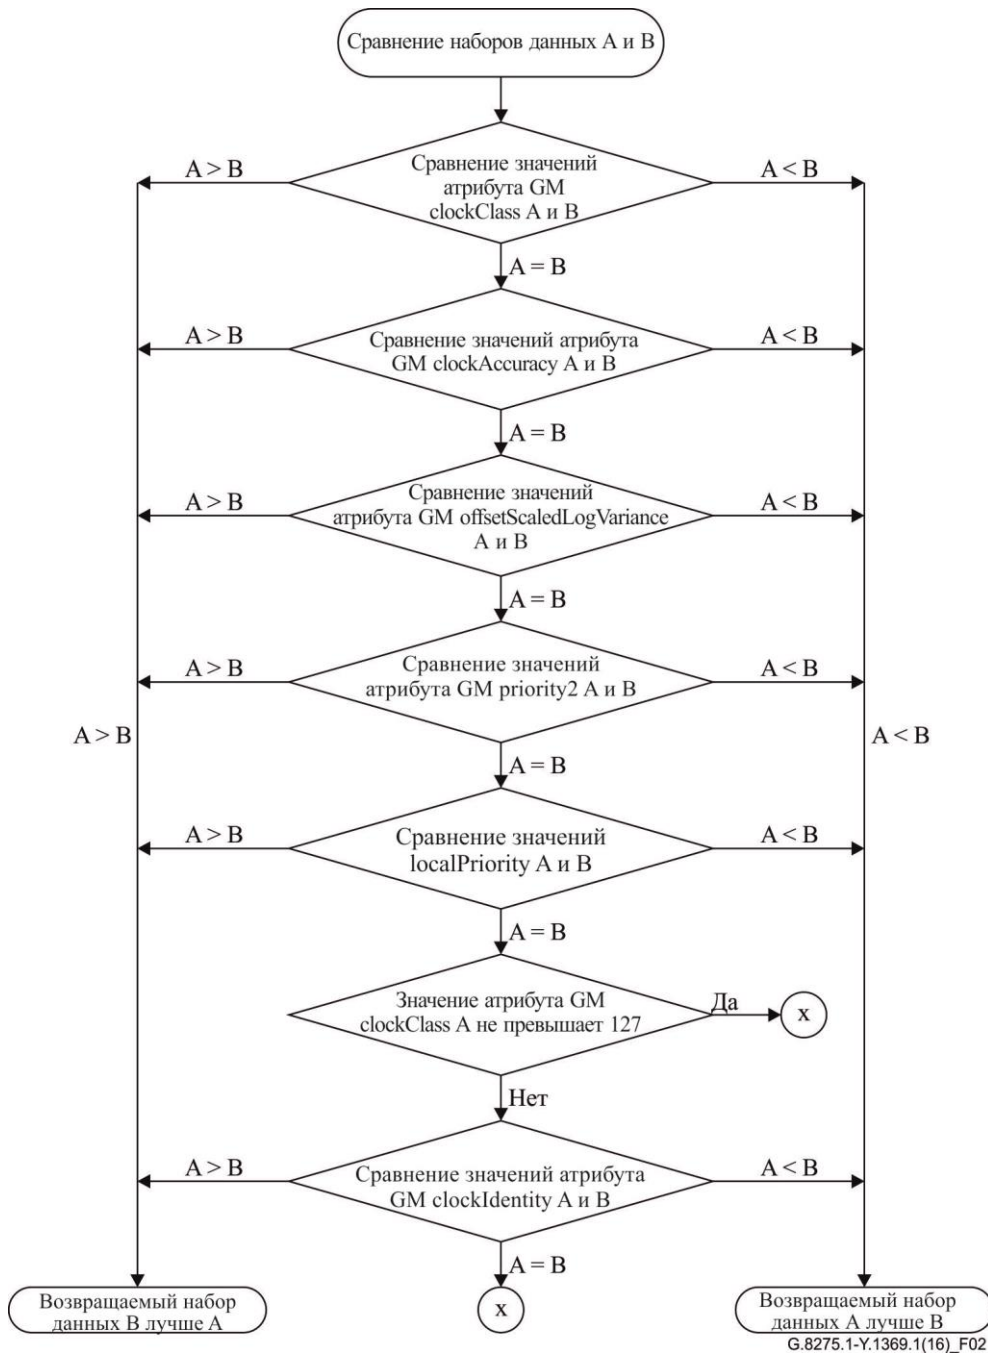 Сравнение наборов данных A и B
A > B
Сравнение значений
атрибута GM
clockClass A и B
A < B
A = B
A > B
Сравнение значений атрибута
GM clockAccuracy A и B
A < B
A = B
A > B
Сравнение значений
атрибута GM offsetScaledLogVariance
A и B
A < B
A = B
A > B
Сравнение значений
атрибута GM priority2 A и B
A < B
A > B
A < B
A = B
A > B
Сравнение значений
localPriority A и B
A < B
A = B
Значение атрибута GM
clockClass A не превышает 127
Да
x
Нет
A > B
Сравнение значений атрибута
GM clockIdentity A и B
A < B
A = B
Возвращаемый набор
данных B лучше A
x
Возвращаемый набор
данных A лучше B
G.8275.1-Y.1369.1(16)_F02